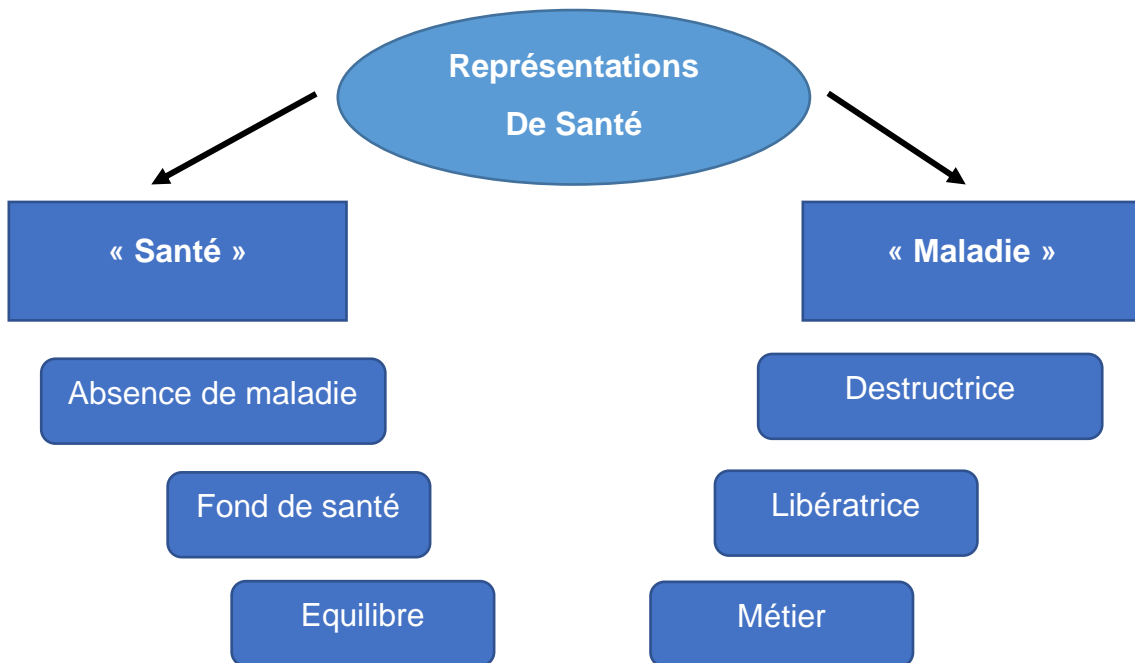 Représentations
De Santé
« Santé »
« Maladie »
Absence de maladie
Destructrice
Fond de santé
Libératrice
Equilibre
Métier